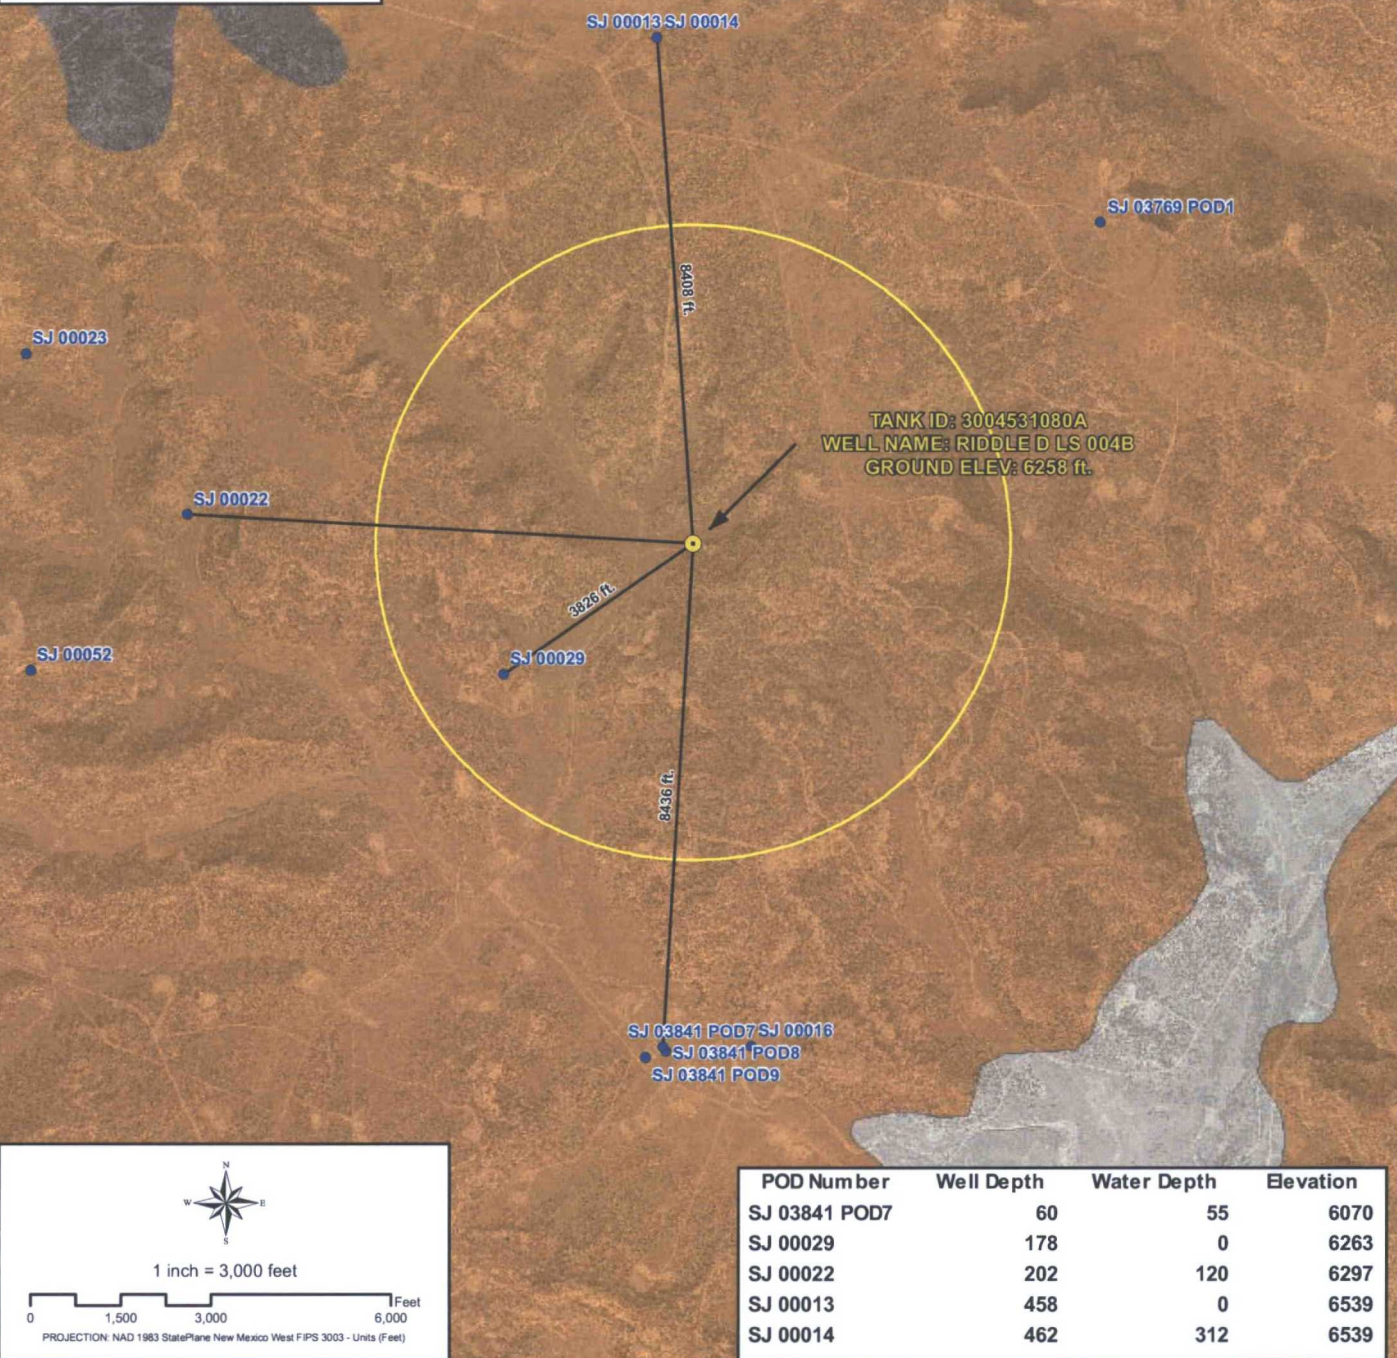 SJ 00013 SJ 00014
SJ 03769 POD1
8408 ft.
SJ 00023
TANK ID: 3004531080A
WELL NAME: RIDDLE D LS 004B
GROUND ELEV: 6258 ft.
SJ 00022
3826 ft.
SJ 00052
SJ 00029
8436 ft.
SJ 03841 POD7 SJ 00016
SJ 03841 POD8
SJ 03841 POD9
N
W E
S
1 inch = 3,000 feet
Feet
0 1,500 3,000 6,000
PROJECTION: NAD 1983 StatePlane New Mexico West FIPS 3003 - Units (Feet)
POD Number Well Depth Water Depth Elevation
SJ 03841 POD7 60 55 6070
SJ 00029 178 0 6263
SJ 00022 202 120 6297
SJ 00013 458 0 6539
SJ 00014 462 312 6539